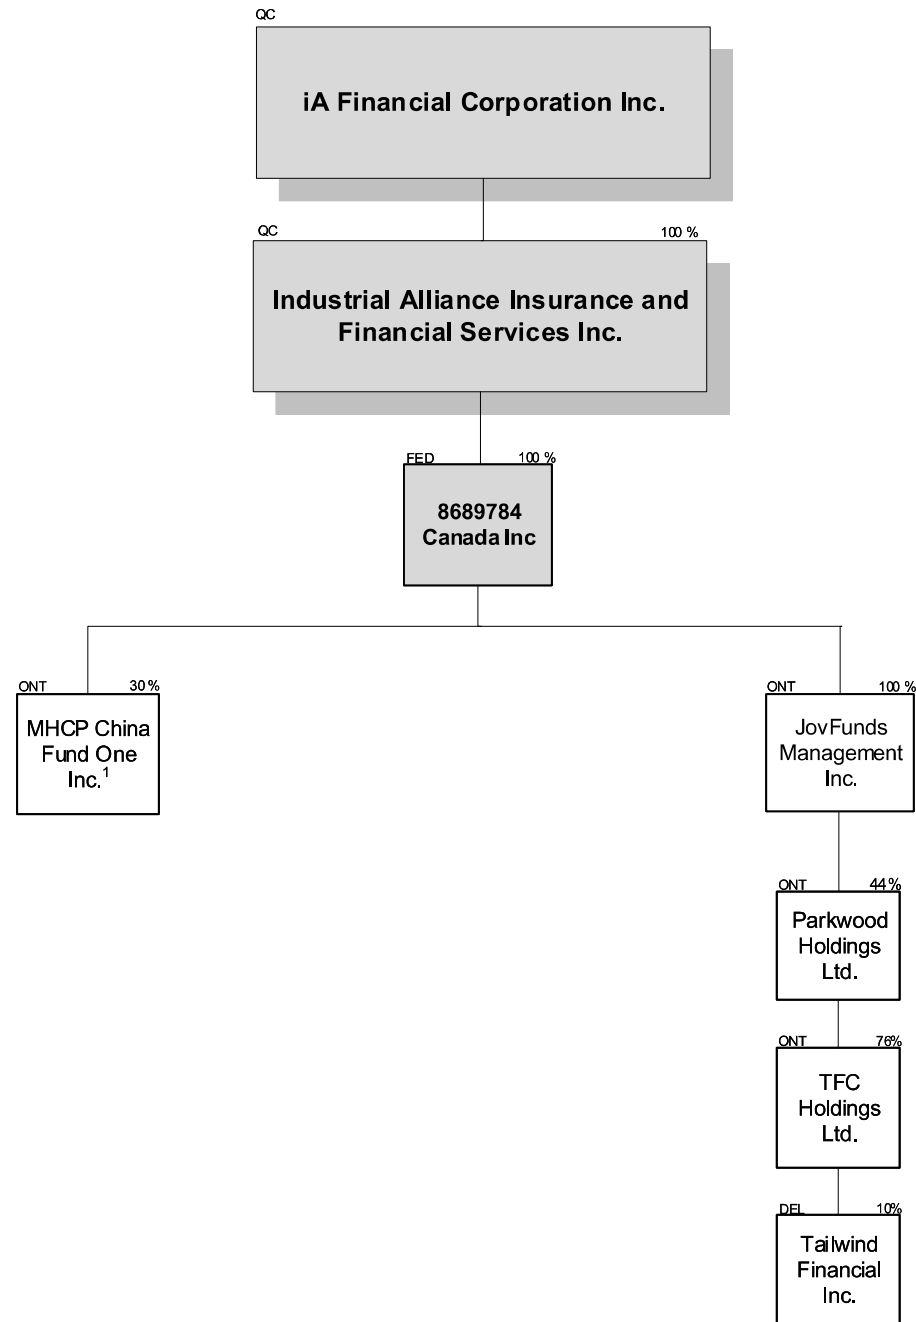 QC
iA Financial Corporation Inc.
QC 100 %
Industrial Alliance Insurance and
Financial Services Inc.
FED 100 %
8689784
Canada Inc
ONT 30 %
MHCP China
Fund One
Inc.¹
ONT 100 %
JovFunds
Management
Inc.
ONT 44 %
Parkwood
Holdings
Ltd.
ONT 76%
TFC
Holdings
Ltd.
DEL 10%
Tailwind
Financial
Inc.